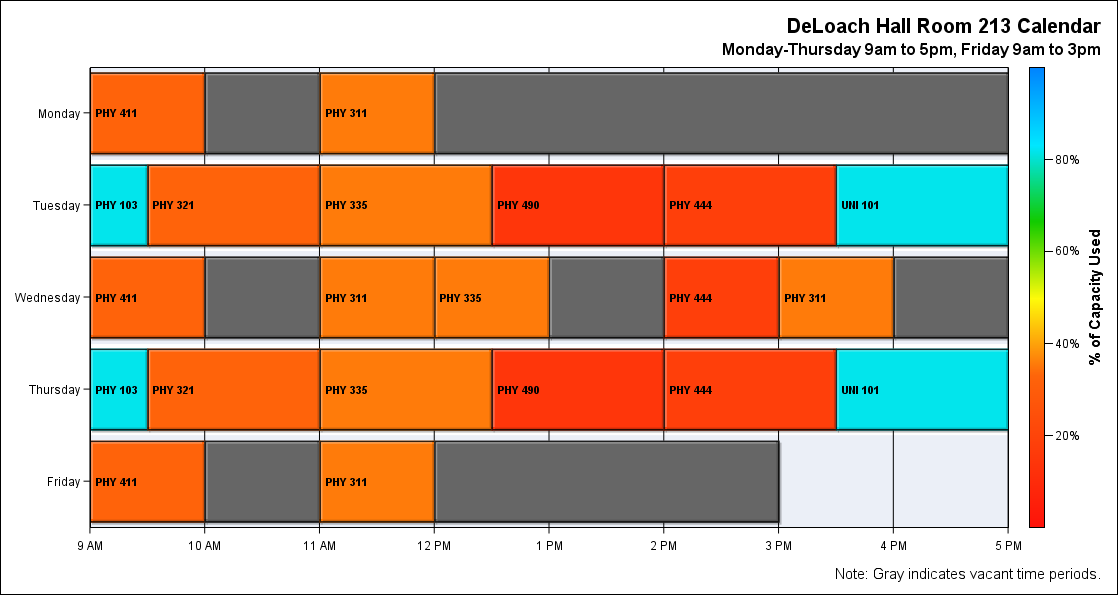 DeLoach Hall Room 213 Calendar
Monday-Thursday 9am to 5pm, Friday 9am to 3pm
Monday
PHY 411
PHY 311
Tuesday
PHY 103
PHY 321
PHY 335
PHY 490
PHY 444
UNI 101
Wednesday
PHY 411
PHY 311
PHY 335
PHY 444
PHY 311
Thursday
PHY 103
PHY 321
PHY 335
PHY 490
PHY 444
UNI 101
Friday
PHY 411
PHY 311
9 AM
10 AM
11 AM
12 PM
1 PM
2 PM
3 PM
4 PM
5 PM
80%
60%
40%
20%
% of Capacity Used
Note: Gray indicates vacant time periods.